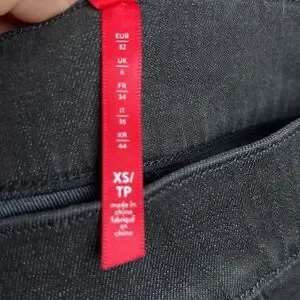 EUR
32
UK
6
FR
34
IT
36
KR
44
XS/
TP
made in
china
fabriqué
en
chine